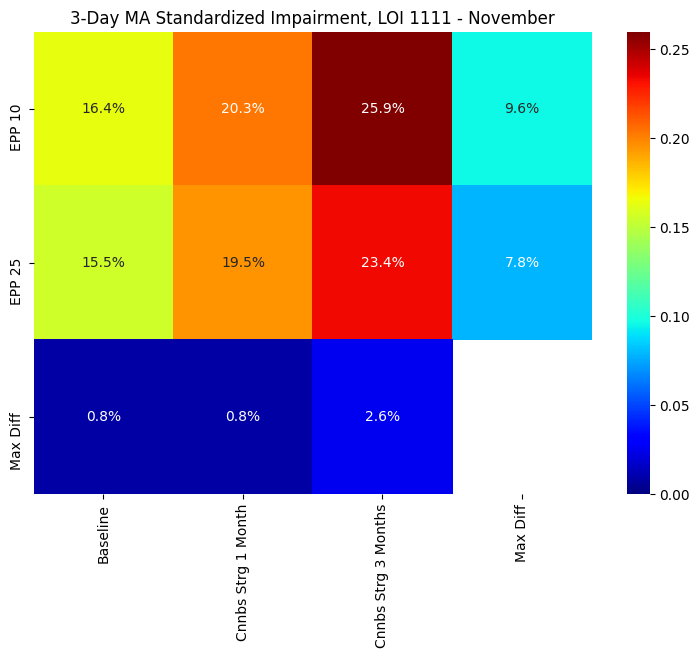 3-Day MA Standardized Impairment, LOI 1111 - November
EPP 10
16.4%
20.3%
25.9%
9.6%
EPP 25
15.5%
19.5%
23.4%
7.8%
Max Diff
0.8%
0.8%
2.6%
Baseline
Cnnbs Strg 1 Month
Cnnbs Strg 3 Months
Max Diff
0.25
0.20
0.15
0.10
0.05
0.00